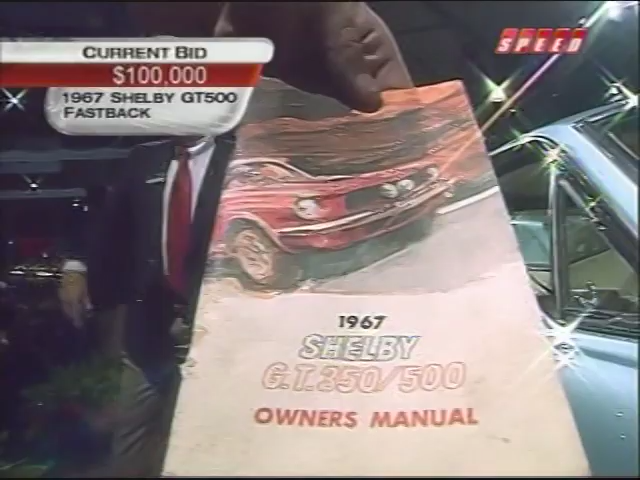 CURRENT BID
$100,000
1967 SHELBY GT500
FASTBACK
SPEED
1967
SHELBY
G.T.350/500
OWNERS MANUAL